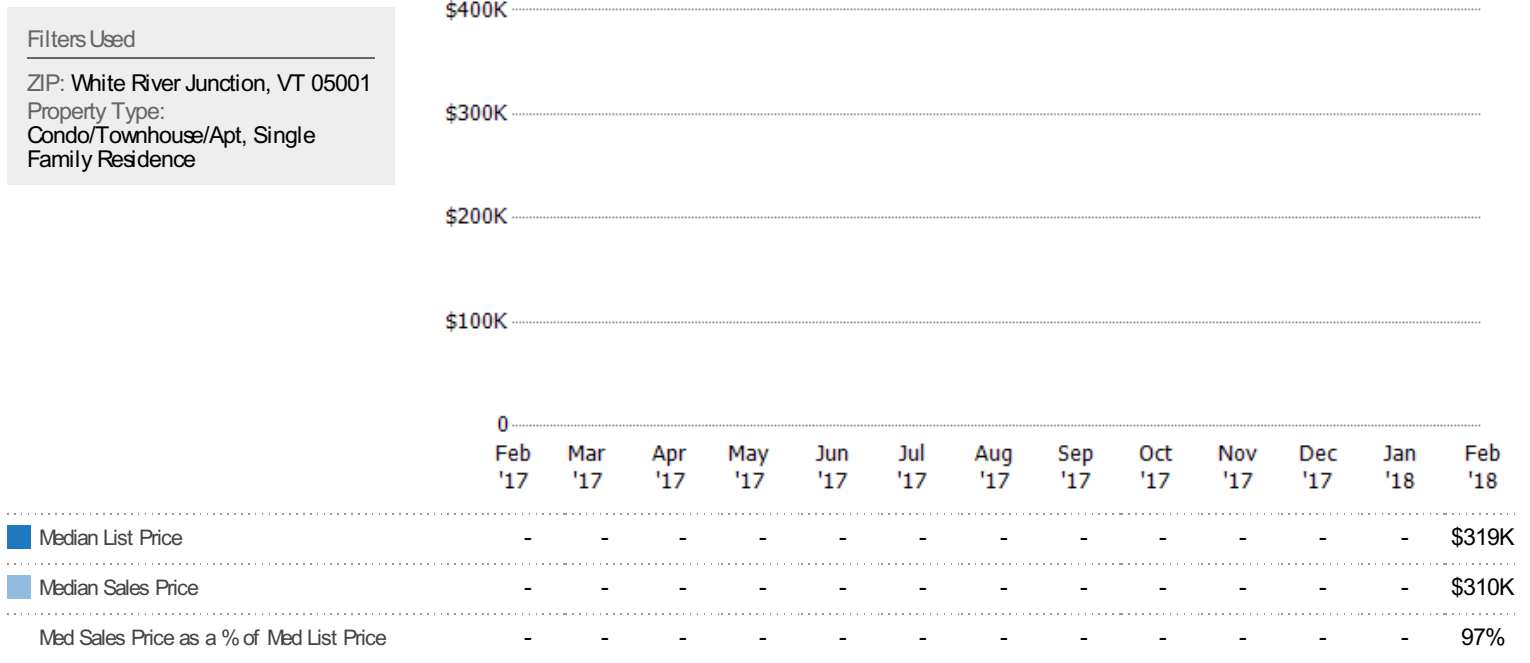 Filters Used
ZIP: White River Junction, VT 05001
Property Type:
Condo/Townhouse/Apt, Single
Family Residence
$400K
$300K
$200K
$100K
0
Feb Mar Apr May Jun Jul Aug Sep Oct Nov Dec Jan Feb
'17 '17 '17 '17 '17 '17 '17 '17 '17 '17 '17 '18 '18
Median List Price - - - - - - - - - - - - $319K
Median Sales Price - - - - - - - - - - - - $310K
Med Sales Price as a % of Med List Price - - - - - - - - - - - - 97%